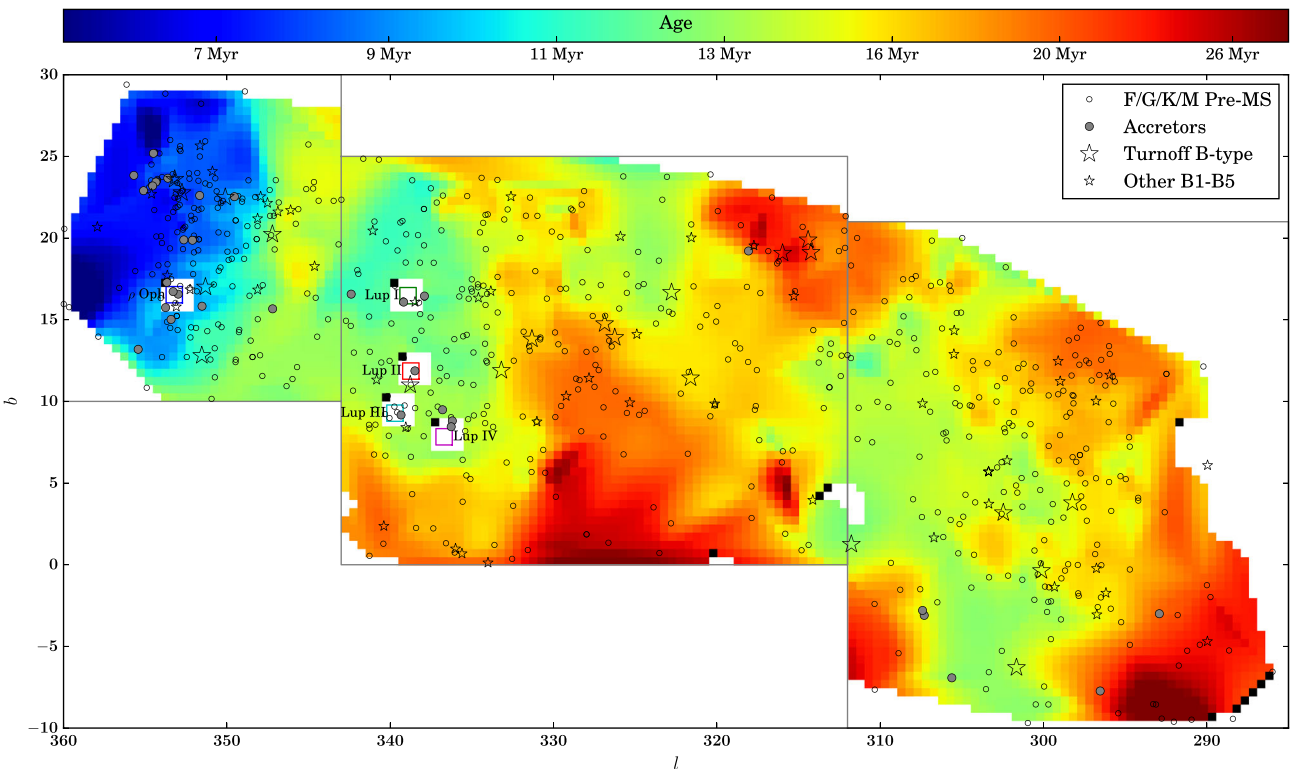 Age
7 Myr 9 Myr 11 Myr 13 Myr 16 Myr 20 Myr 26 Myr
30
25
20
15
10
5
0
−5
−10
b
F/G/K/M Pre-MS
Accretors
Turnoff B-type
Other B1-B5
ρ Oph
Lup I
Lup II
Lup III
Lup IV
360 350 340 330 320 310 300 290
l